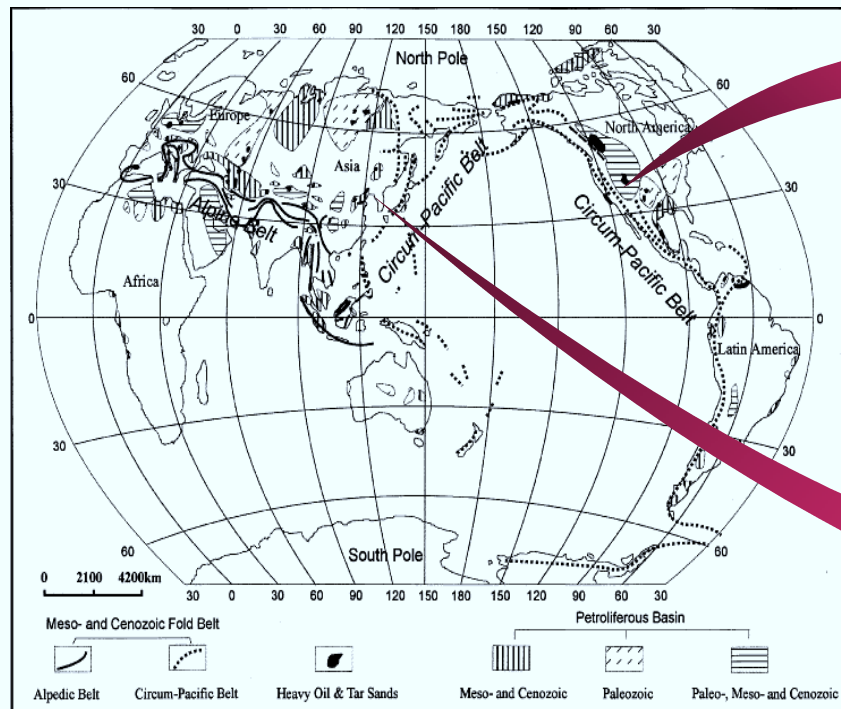 30 0 30 60 90 120 150 180 150 120 90 60 30
North Pole
60 60
Europe
North America
Asia
30 30
Alpine Belt
Circum-Pacific Belt
Circum-Pacific Belt
Africa
0 0
Latin America
30 30
60 60
South Pole
0 2100 4200km
30 0 30 60 90 120 150 180 150 120 90 60 30
Meso- and Cenozoic Fold Belt
Petroliferous Basin
Alpedic Belt
Circum-Pacific Belt
Heavy Oil & Tar Sands
Meso- and Cenozoic
Paleozoic
Paleo-, Meso- and Cenozoic